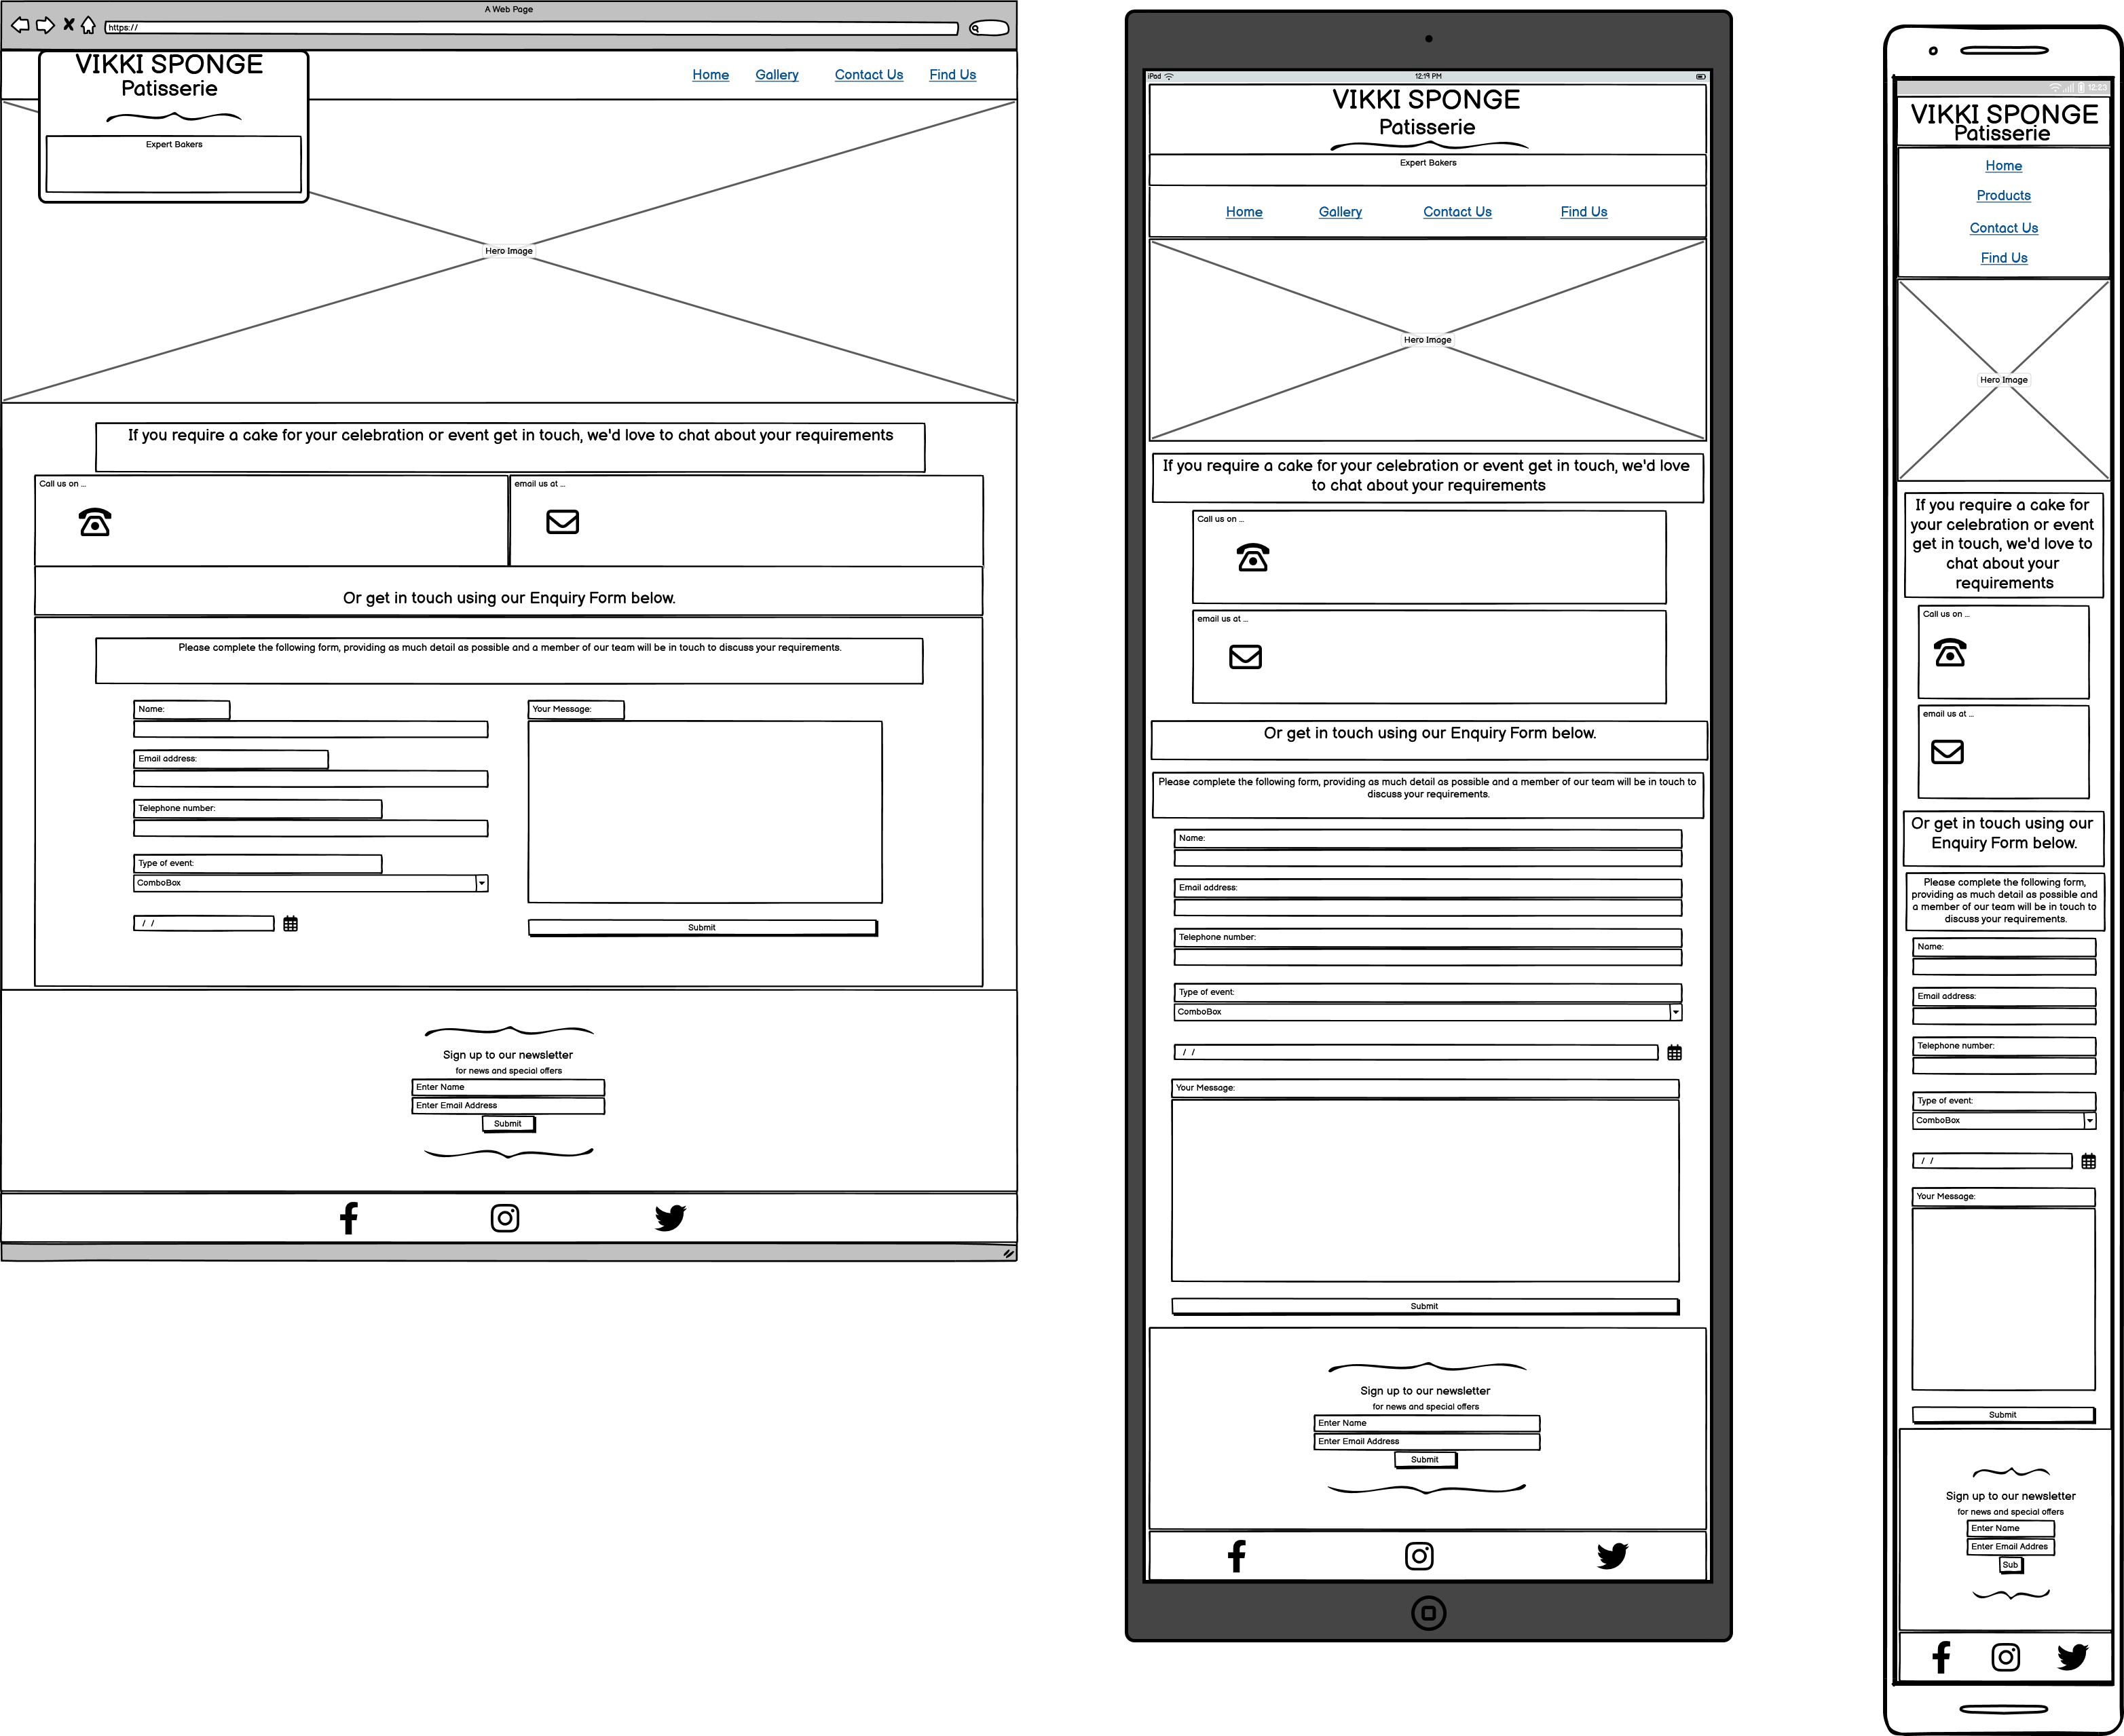 A Web Page
https://
VIKKI SPONGE
Patisserie
Expert Bakers
Home Gallery Contact Us Find Us
Hero Image
If you require a cake for your celebration or event get in touch, we'd love to chat about your requirements
Call us on ...
email us at ...
Or get in touch using our Enquiry Form below.
Please complete the following form, providing as much detail as possible and a member of our team will be in touch to discuss your requirements.
Name:
Email address:
Telephone number:
Type of event:
ComboBox
/ /
Your Message:
Submit
Sign up to our newsletter
for news and special offers
Enter Name
Enter Email Address
Submit
iPad
12:19 PM
VIKKI SPONGE
Patisserie
Expert Bakers
Home Gallery Contact Us Find Us
Hero Image
If you require a cake for your celebration or event get in touch, we'd love
to chat about your requirements
Call us on ...
email us at ...
Or get in touch using our Enquiry Form below.
Please complete the following form, providing as much detail as possible and a member of our team will be in touch to
discuss your requirements.
Name:
Email address:
Telephone number:
Type of event:
ComboBox
/ /
Your Message:
Submit
Sign up to our newsletter
for news and special offers
Enter Name
Enter Email Address
Submit
12:23
VIKKI SPONGE
Patisserie
Home
Products
Contact Us
Find Us
Hero Image
If you require a cake for
your celebration or event
get in touch, we'd love to
chat about your
requirements
Call us on ...
email us at ...
Or get in touch using our
Enquiry Form below.
Please complete the following form,
providing as much detail as possible and
a member of our team will be in touch to
discuss your requirements.
Name:
Email address:
Telephone number:
Type of event:
ComboBox
/ /
Your Message:
Submit
Sign up to our newsletter
for news and special offers
Enter Name
Enter Email Addres
Sub